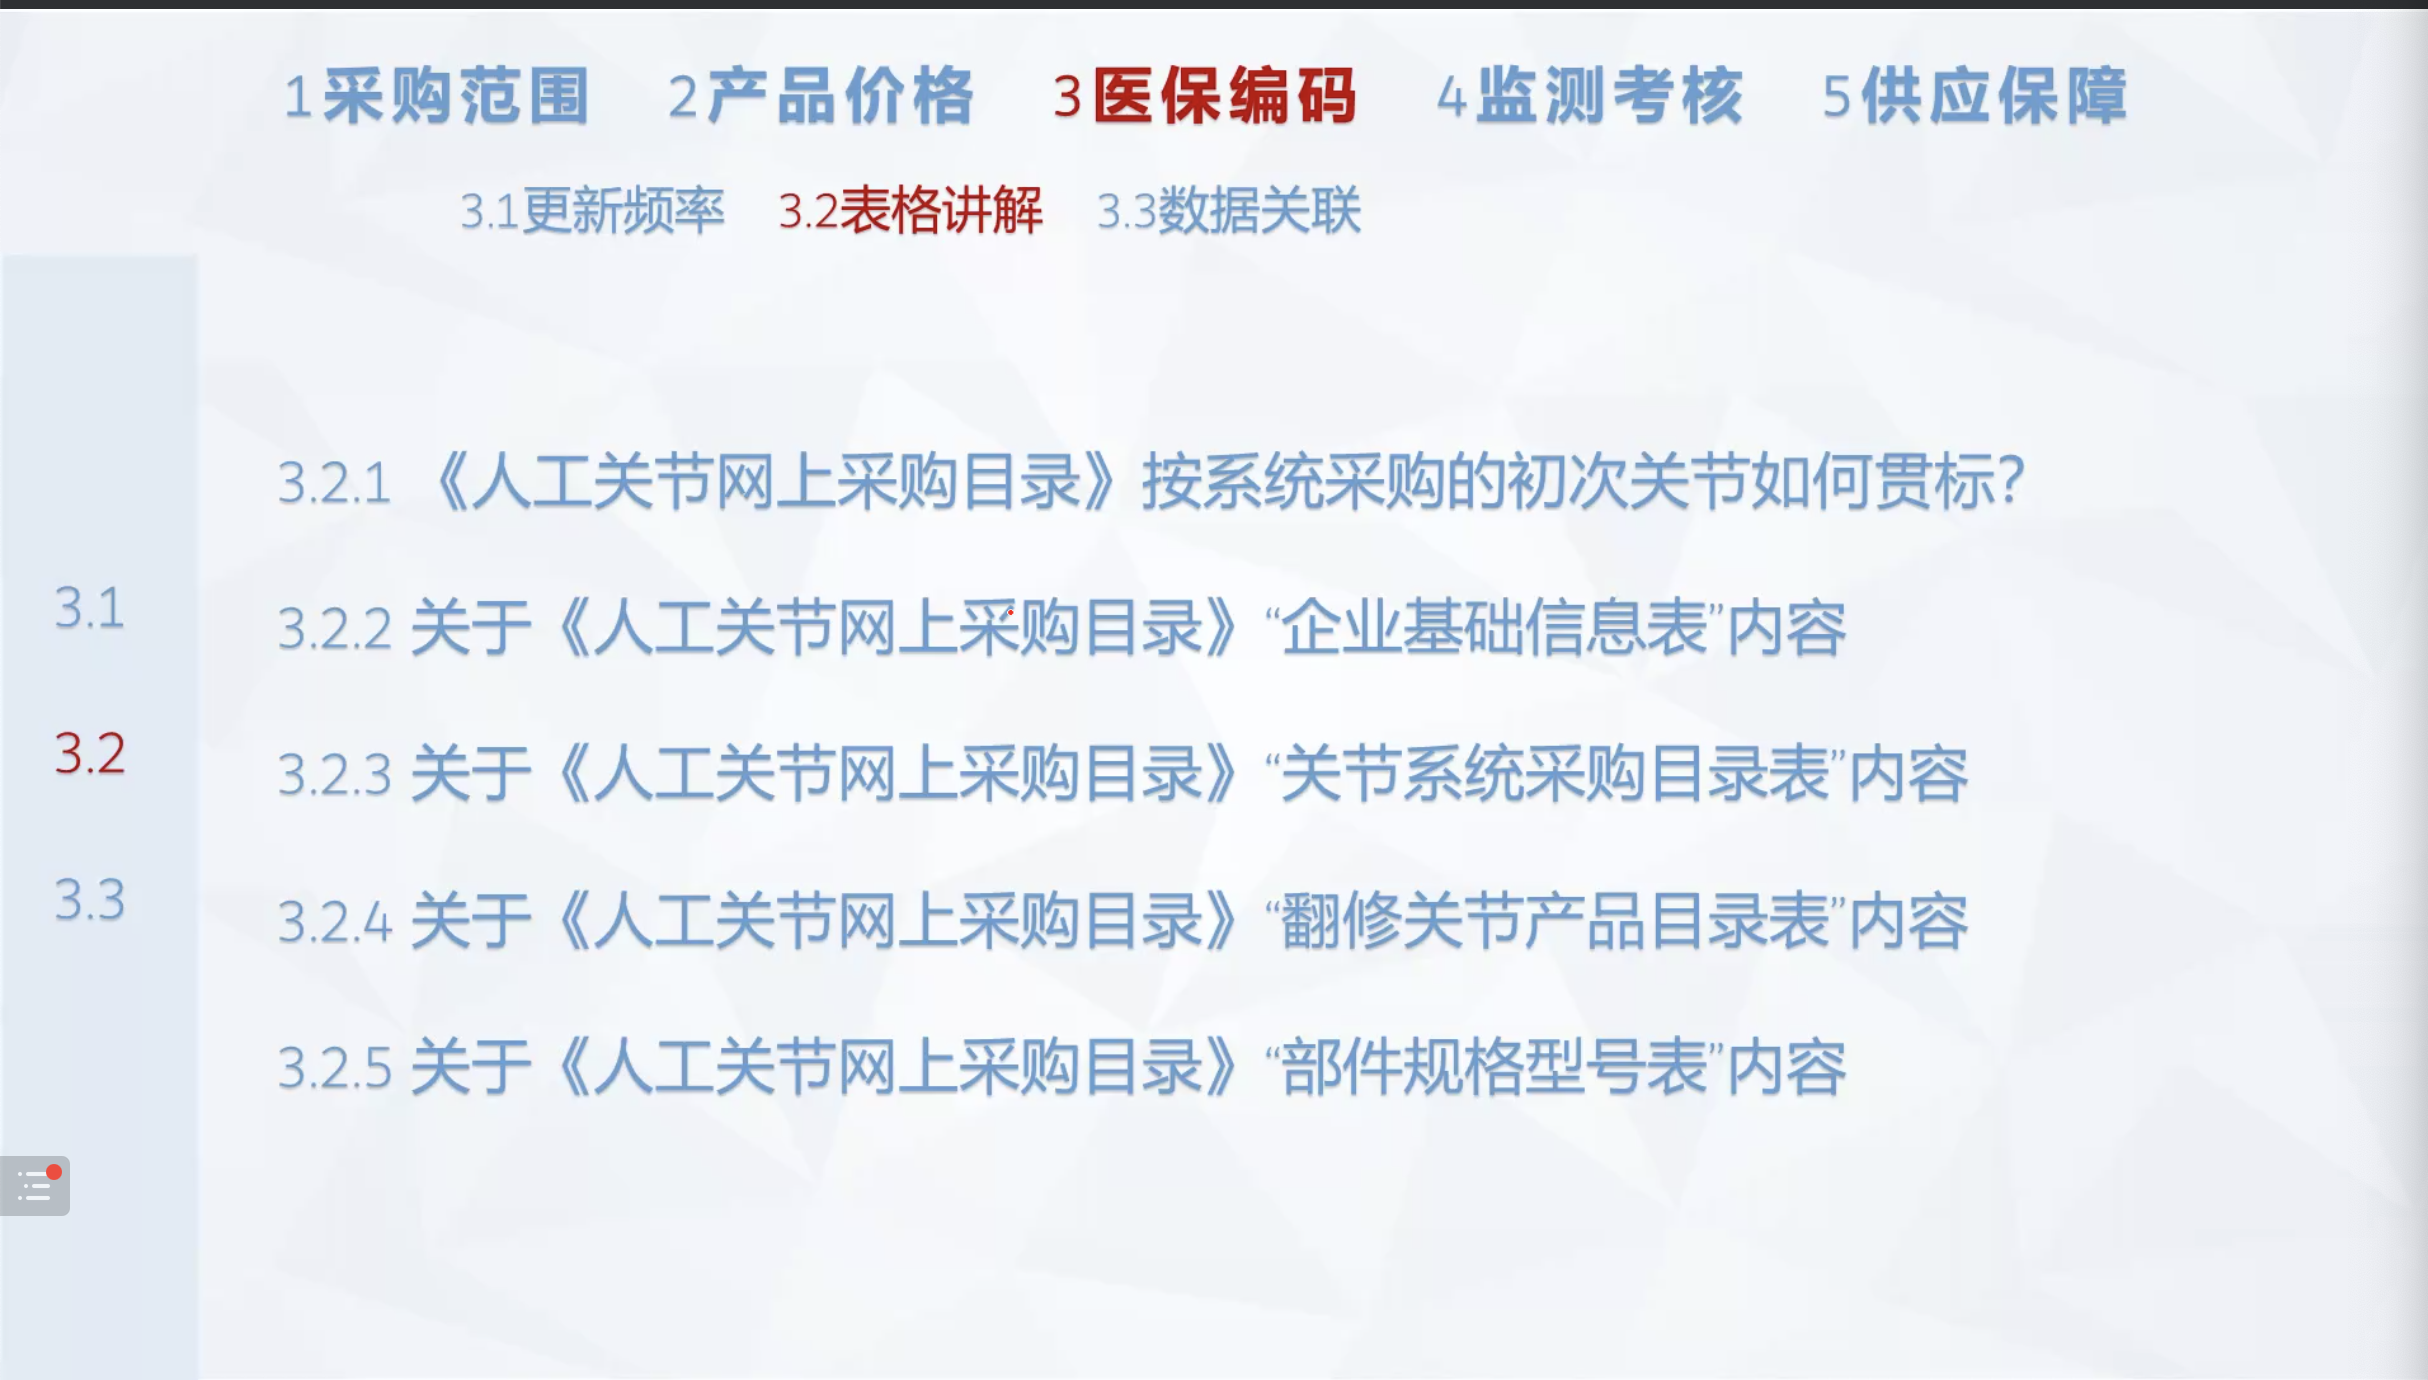 1采购范围 2产品价格 3医保编码 4监测考核 5供应保障
3.1更新频率 3.2表格讲解 3.3数据关联
3.2.1 《人工关节网上采购目录》按系统采购的初次关节如何贯标?
3.1
3.2.2 关于《人工关节网上采购目录》“企业基础信息表”内容
3.2
3.2.3 关于《人工关节网上采购目录》“关节系统采购目录表”内容
3.3
3.2.4 关于《人工关节网上采购目录》“翻修关节产品目录表”内容
3.2.5 关于《人工关节网上采购目录》“部件规格型号表”内容